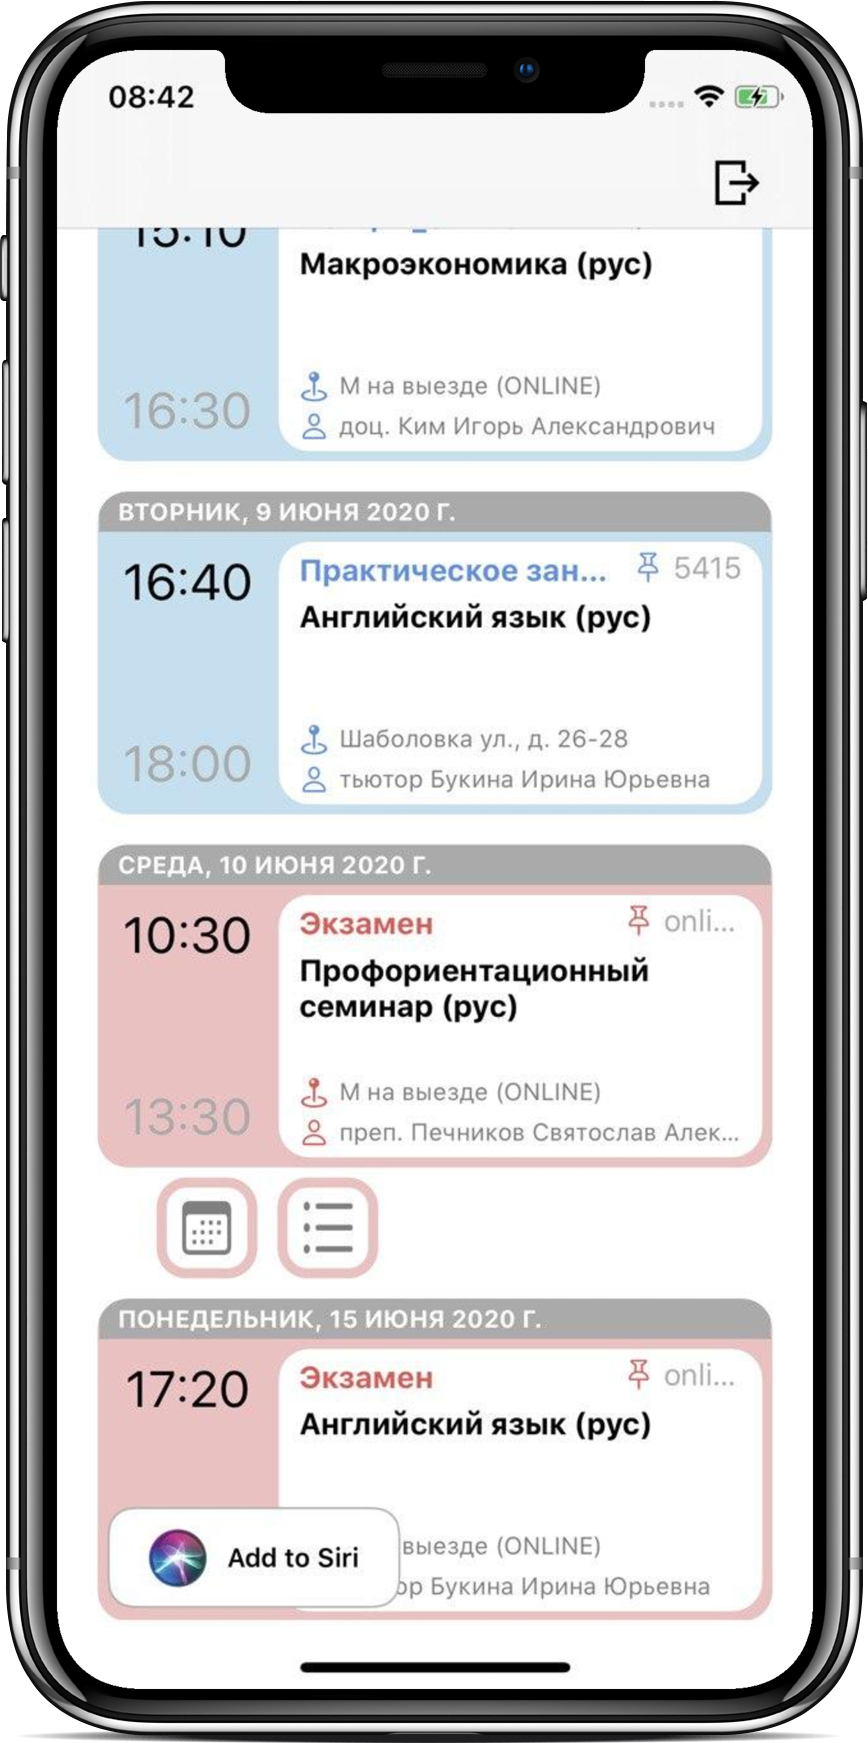 08:42
15:10
Макроэкономика (рус)
16:30
М на выезде (ONLINE)
доц. Ким Игорь Александрович
ВТОРНИК, 9 ИЮНЯ 2020 Г.
16:40
Практическое зан...
5415
Английский язык (рус)
18:00
Шаболовка ул., д. 26-28
тьютор Букина Ирина Юрьевна
СРЕДА, 10 ИЮНЯ 2020 Г.
10:30
Экзамен
onli...
Профориентационный
семинар (рус)
13:30
М на выезде (ONLINE)
преп. Печников Святослав Алек...
ПОНЕДЕЛЬНИК, 15 ИЮНЯ 2020 Г.
17:20
Экзамен
onli...
Английский язык (рус)
выезде (ONLINE)
ор Букина Ирина Юрьевна
Add to Siri